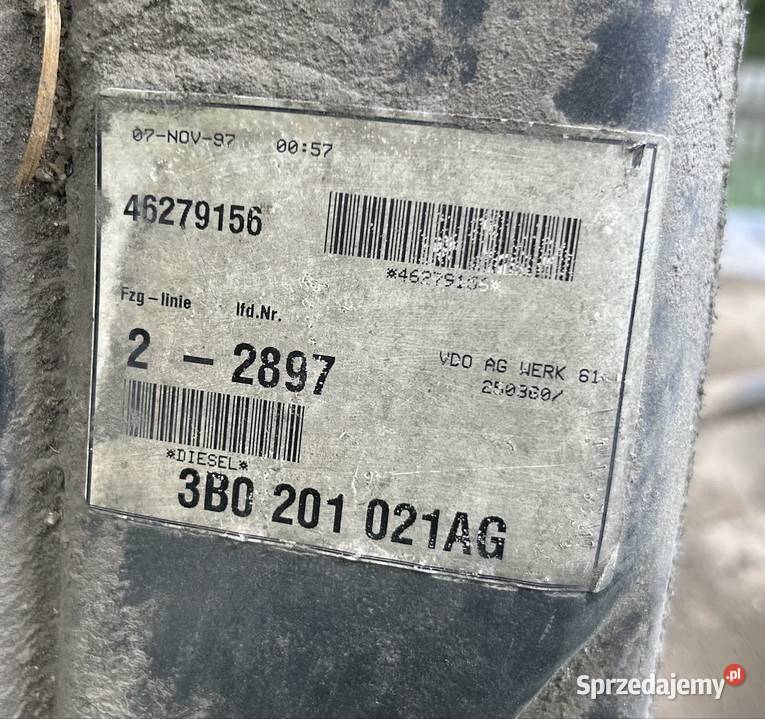 07-NOV-97 00:57
46279156
*46279156*
Fzg-linie lfd.Nr.
2 - 2897
VDO AG WERK 61
*DIESEL*
3B0 201 021AG
Sprzedajemy.pl